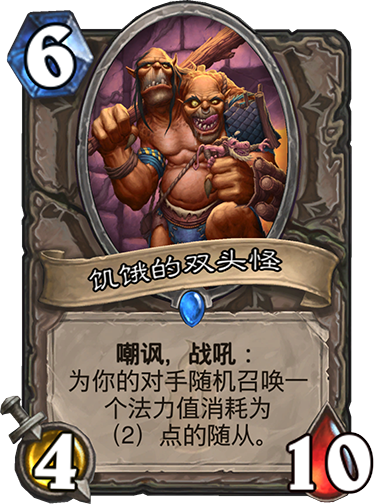 6
饥饿的双头怪
嘲讽，战吼：
为你的对手随机召唤一
个法力值消耗为
（2）点的随从。
4
10